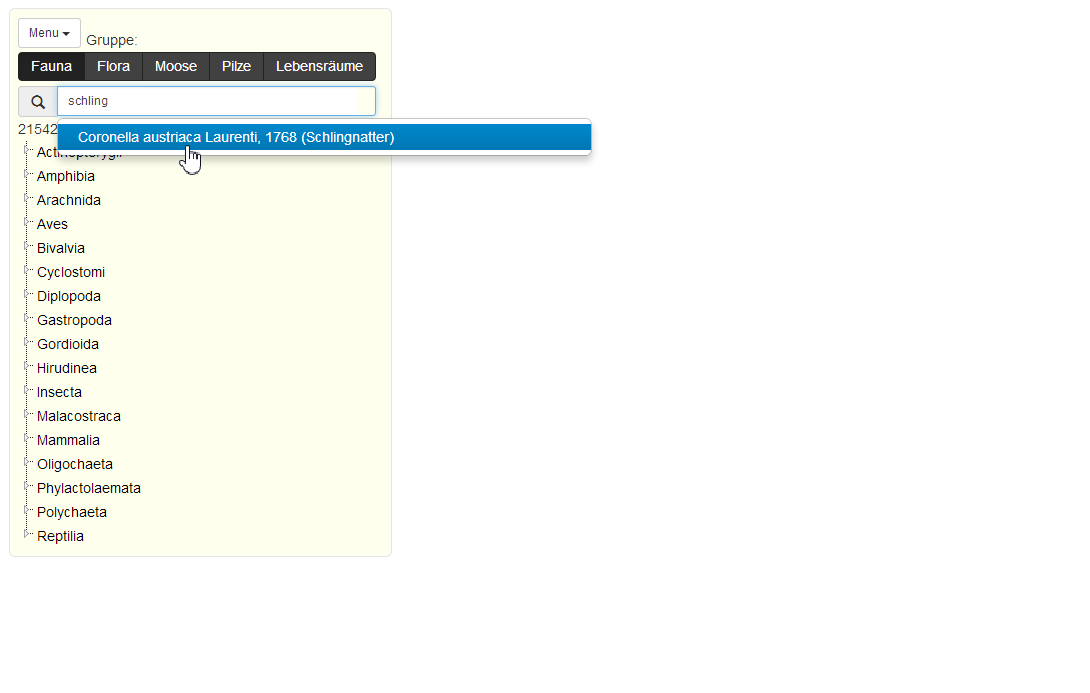 Menu
Gruppe:
Fauna Flora Moose Pilze Lebensräume
schling
21542
Coronella austriaca Laurenti, 1768 (Schlingnatter)
Actinopterygii
Amphibia
Arachnida
Aves
Bivalvia
Cyclostomi
Diplopoda
Gastropoda
Gordioida
Hirudinea
Insecta
Malacostraca
Mammalia
Oligochaeta
Phylactolaemata
Polychaeta
Reptilia